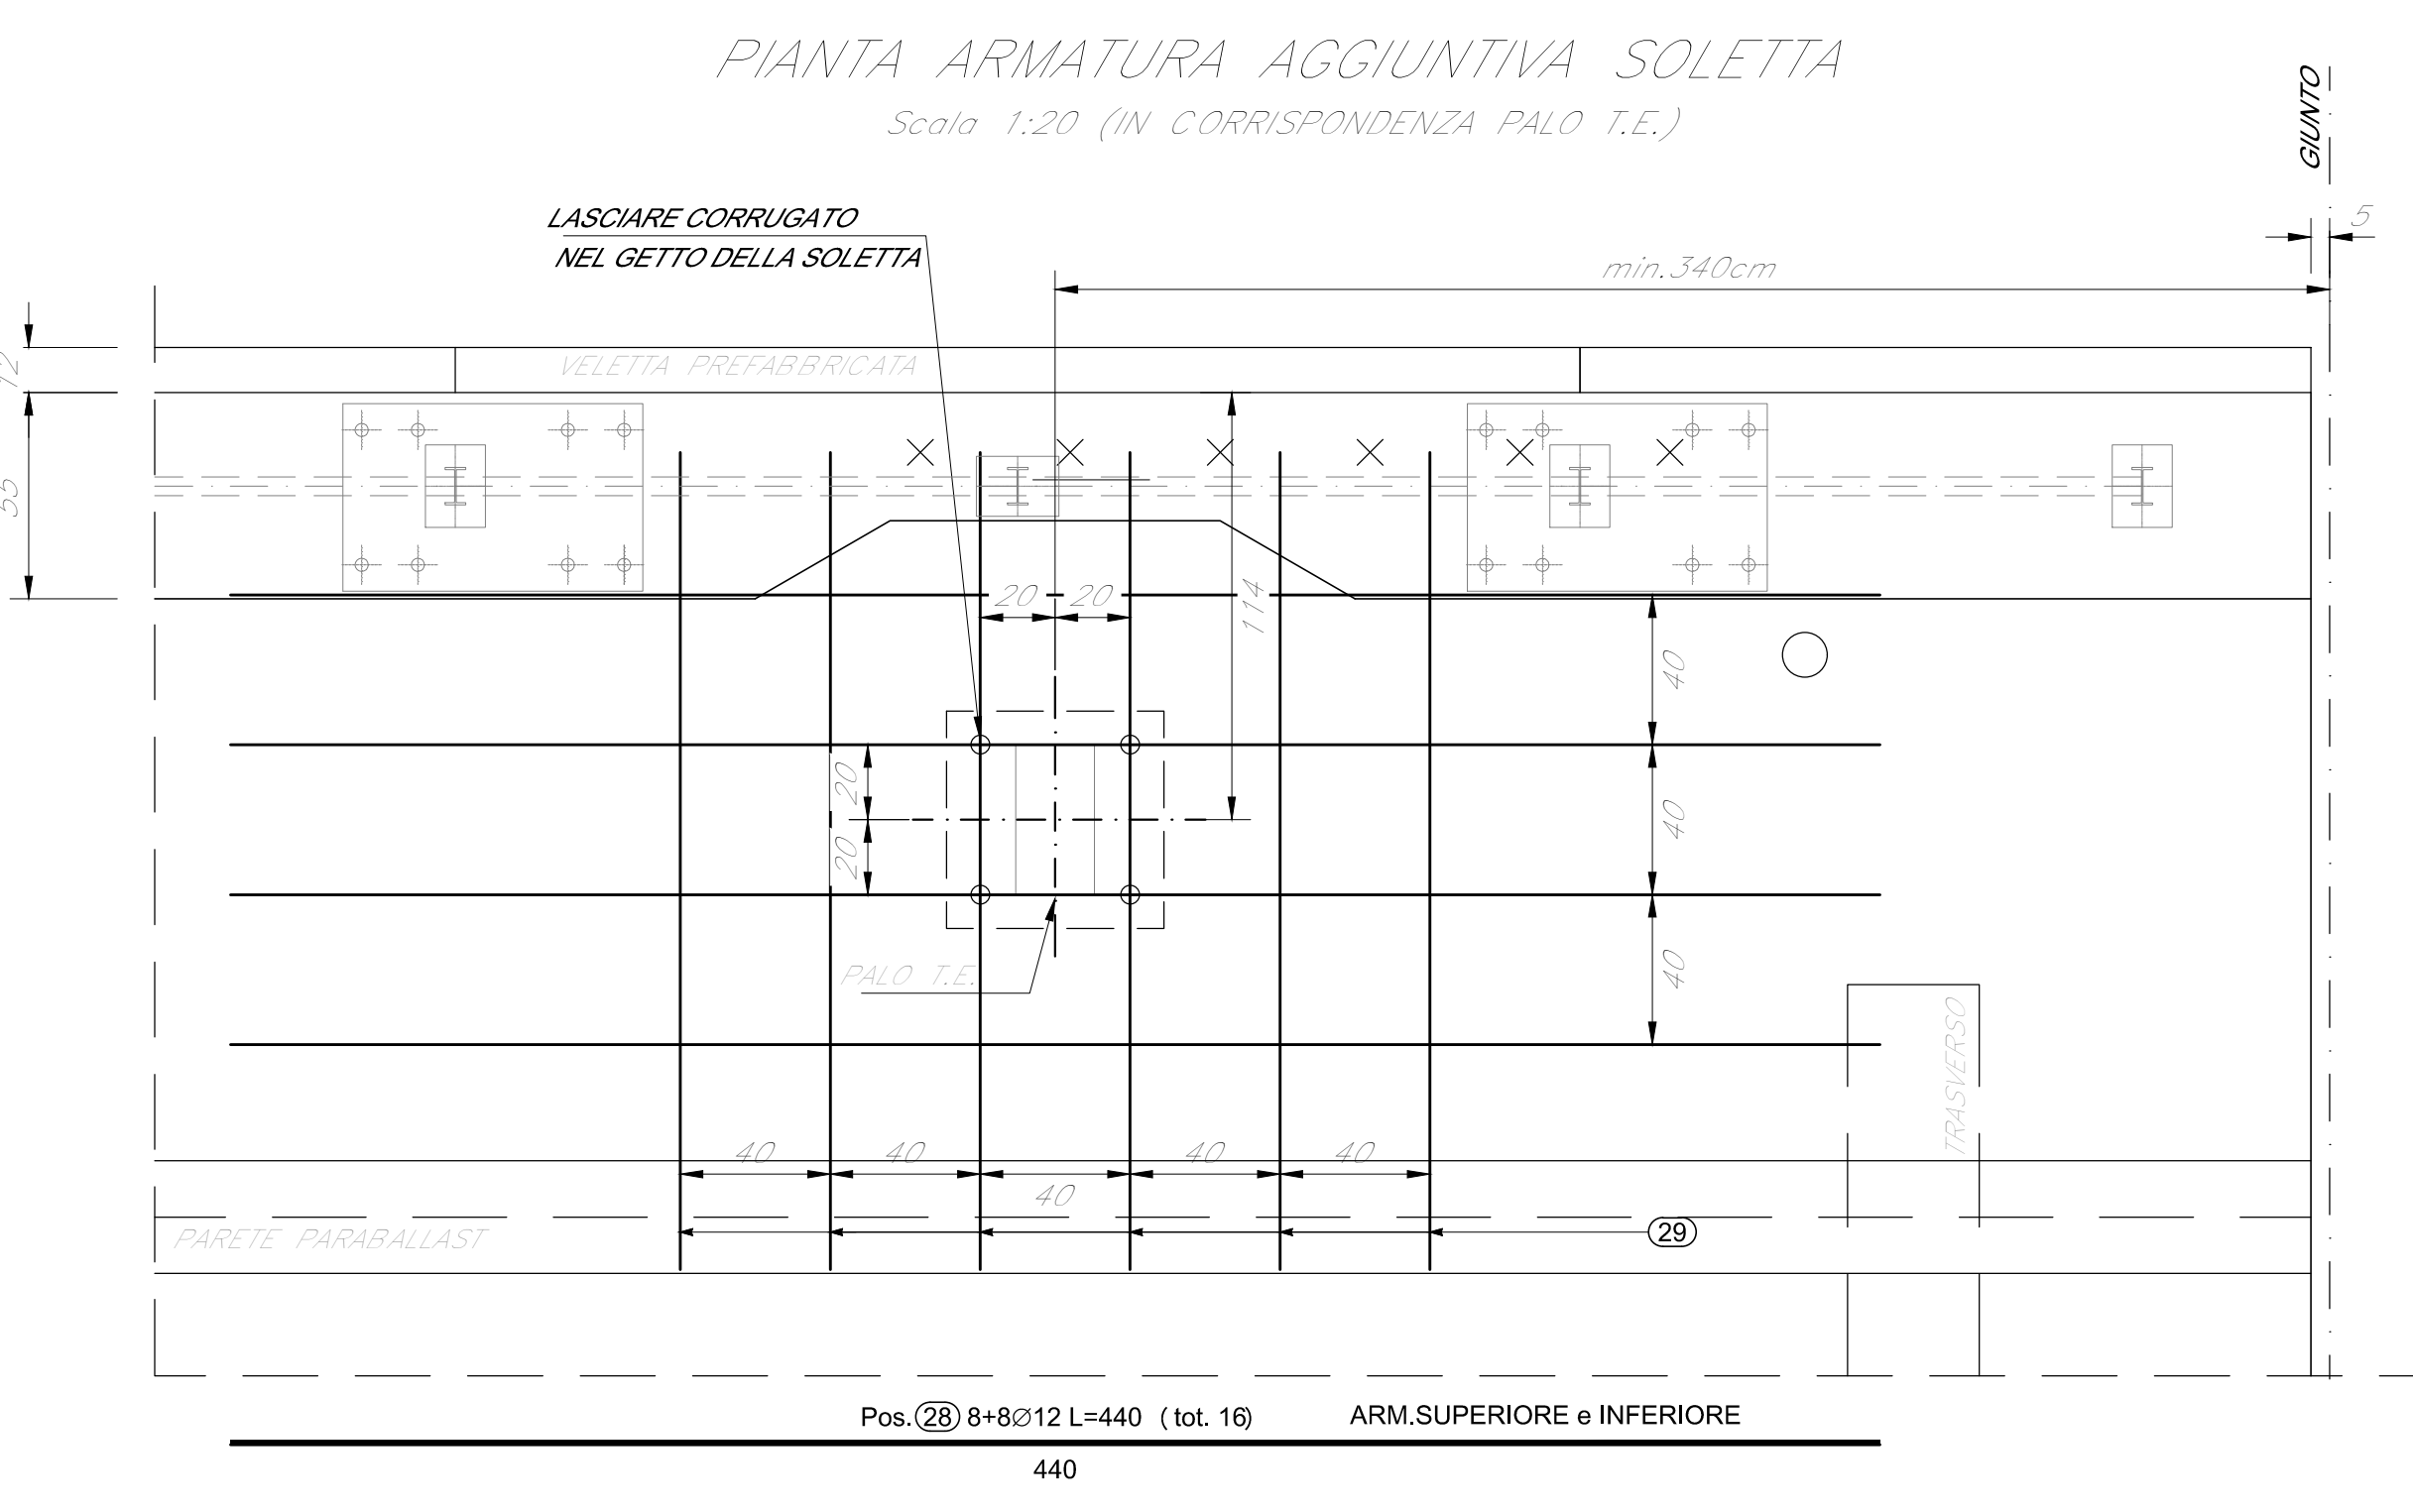 PIANTA ARMATURA AGGIUNTIVA SOLETTA
Scala 1:20 (IN CORRISPONDENZA PALO T.E.)
GIUNTO
5
LASCIARE CORRUGATO
NEL GETTO DELLA SOLETTA
min.340cm
VELETTA PREFABBRICATA
12
55
20
20
114
40
20
40
20
40
PALO T.E.
TRASVERSO
40
40
40
40
40
PARETE PARABALLAST
29
Pos. 28 8+8∅12 L=440 ( tot. 16) ARM.SUPERIORE e INFERIORE
440